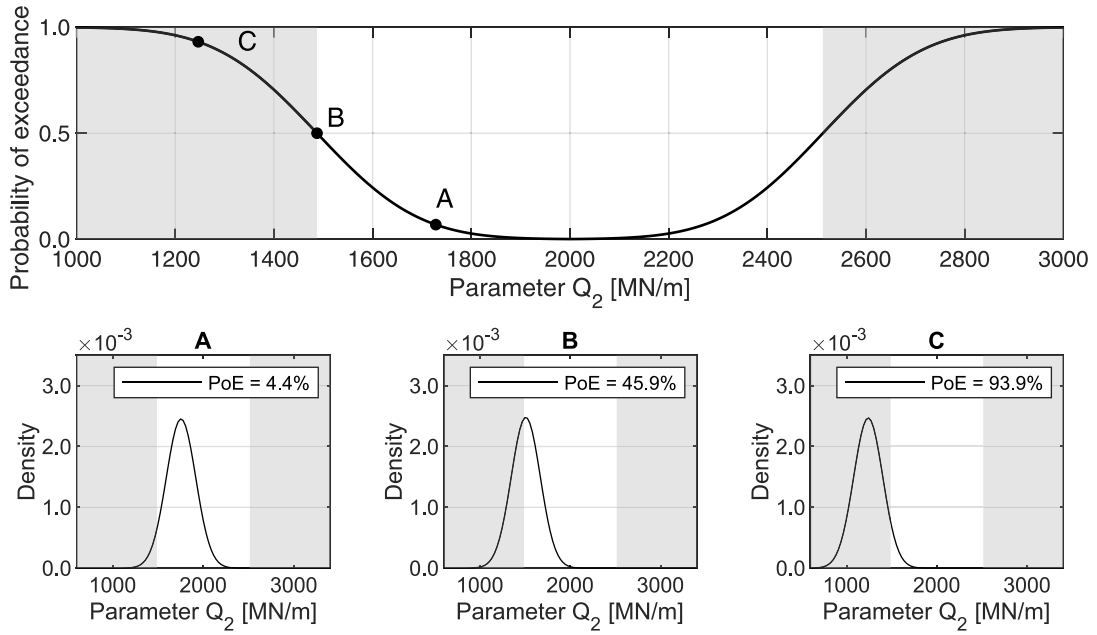 Probability of exceedance
1.0
0.5
0.0
C
B
A
1000 1200 1400 1600 1800 2000 2200 2400 2600 2800 3000
Parameter Q2 [MN/m]
×10-3 A
PoE = 4.4%
Density
3.0
2.0
1.0
0.0
1000 2000 3000
Parameter Q2 [MN/m]
×10-3 B
PoE = 45.9%
Density
3.0
2.0
1.0
0.0
1000 2000 3000
Parameter Q2 [MN/m]
×10-3 C
PoE = 93.9%
Density
3.0
2.0
1.0
0.0
1000 2000 3000
Parameter Q2 [MN/m]